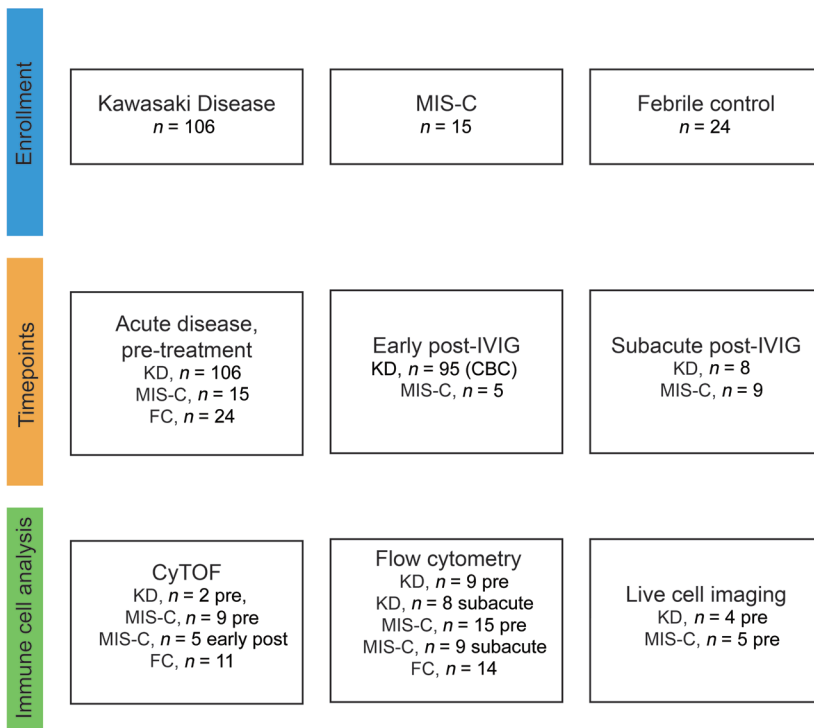 Enrollment
Kawasaki Disease
n = 106
MIS-C
n = 15
Febrile control
n = 24
Timepoints
Acute disease,
pre-treatment
KD, n = 106
MIS-C, n = 15
FC, n = 24
Early post-IVIG
KD, n = 95 (CBC)
MIS-C, n = 5
Subacute post-IVIG
KD, n = 8
MIS-C, n = 9
Immune cell analysis
CyTOF
KD, n = 2 pre,
MIS-C, n = 9 pre
MIS-C, n = 5 early post
FC, n = 11
Flow cytometry
KD, n = 9 pre
KD, n = 8 subacute
MIS-C, n = 15 pre
MIS-C, n = 9 subacute
FC, n = 14
Live cell imaging
KD, n = 4 pre
MIS-C, n = 5 pre